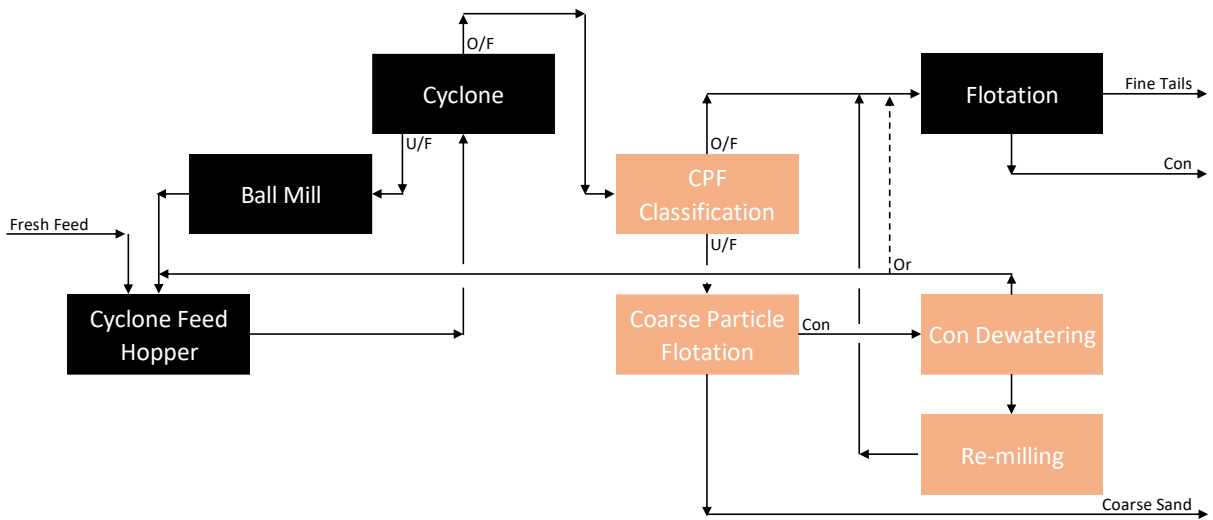 O/F
Cyclone
U/F
Flotation
Fine Tails
Con
O/F
CPF
Classification
U/F
Ball Mill
Fresh Feed
Or
Cyclone Feed
Hopper
Coarse Particle
Flotation
Con
Con Dewatering
Re-milling
Coarse Sand